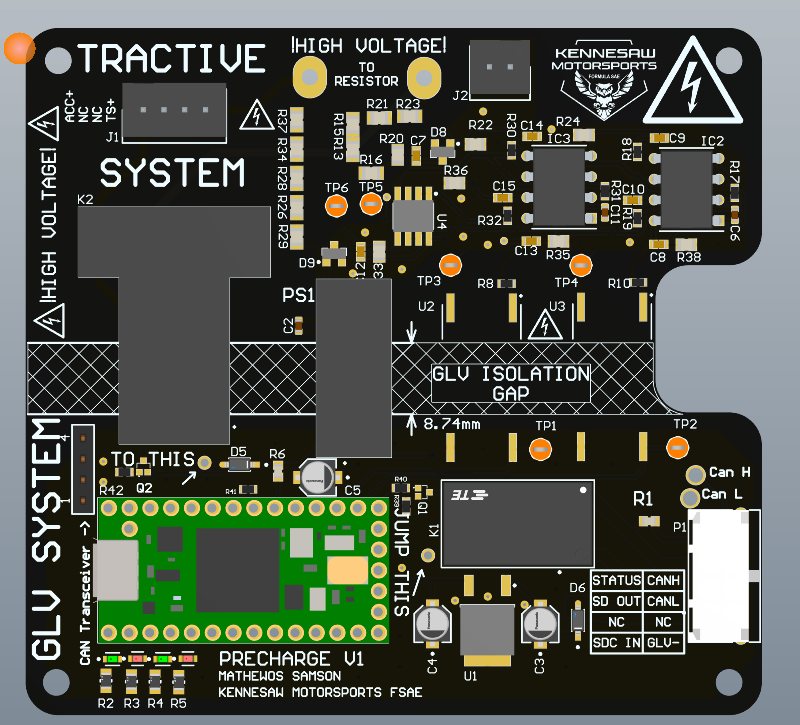 TRACTIVE
!HIGH VOLTAGE!
TO
RESISTOR
J2
KENNESAW
MOTORSPORTS
FORMULA SAE
ACC+
NC
NC
TS+
J1
SYSTEM
!HIGH VOLTAGE!
K2
R37
R34
R28
R26
R29
R15
R13
R21
R23
R20
C7
D8
R22
R16
R36
TP6
TP5
U4
R30
C14
R24
IC3
C15
R32
R31
C11
C13
R35
R18
C9
IC2
R17
C10
R19
C6
C8
R38
D9
TP3
TP4
R8
R10
U2
U3
PS1
C2
GLV ISOLATION
GAP
8.74mm
TP1
TP2
GLV SYSTEM
4
1
TO THIS
Q2
R42
D5
R6
R41
C5
R40
R39
Q1
JUMP THIS
K1
TE
Can H
Can L
R1
P1
CAN Transceiver ->
STATUS CANH
SD OUT CANL
NC NC
SDC IN GLV-
D6
C4
U1
C3
R2 R3 R4 R5
PRECHARGE V1
MATHEWOS SAMSON
KENNESAW MOTORSPORTS FSAE